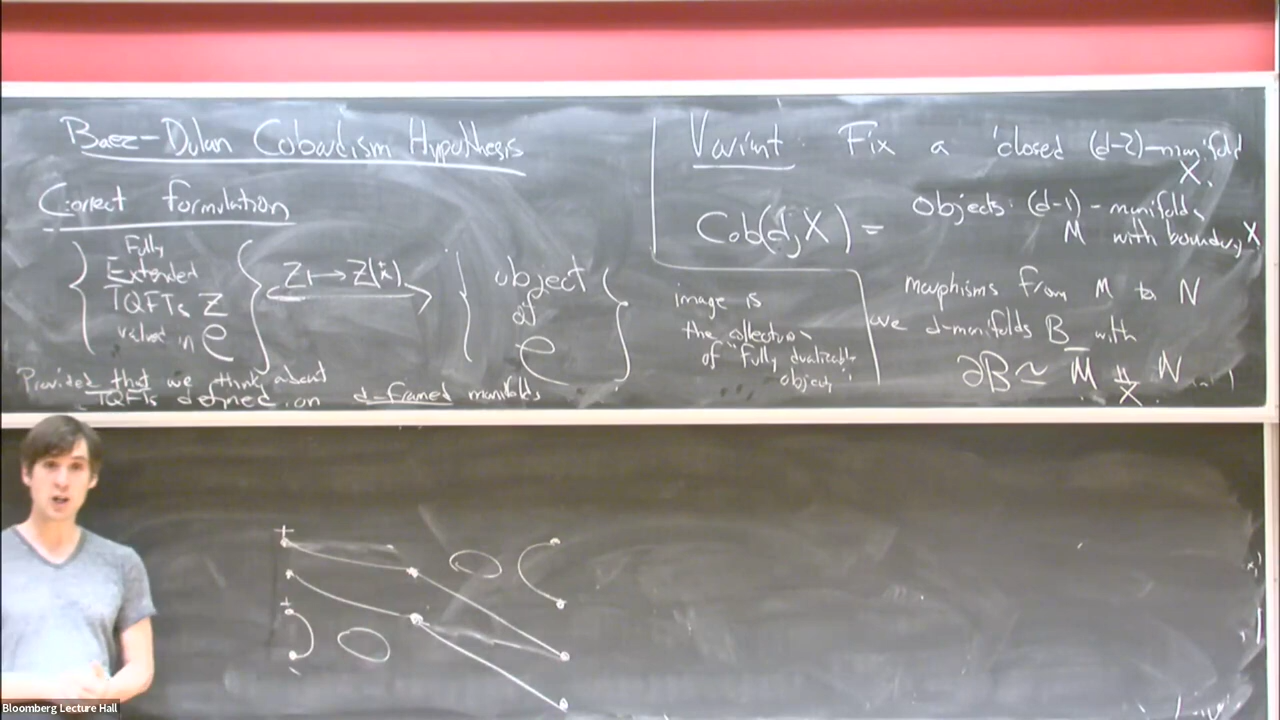 Baez-Dolan Cobordism Hypothesis
Correct formulation
{ Fully
Extended
TQFTs Z
valued in C } Z ↦ Z(*) → { object
of
C }
Provided that we think about
TQFTs defined on d-framed manifolds
image is
the collection
of "Fully dualizable
objects"
Variant: Fix a closed (d-2)-manifold
X.
Cob(d,X) = Objects: (d-1)-manifolds
M with boundary X
morphisms from M to N
are d-manifolds B with
∂B ≃ M ⨿ N
X
+
+
-
Bloomberg Lecture Hall